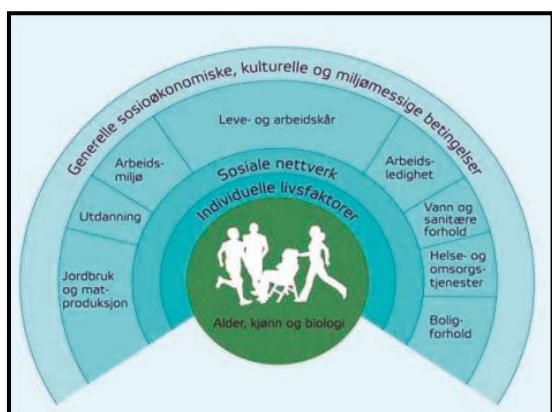 Generelle sosioøkonomiske, kulturelle og miljømessige betingelser
Leve- og arbeidskår
Arbeids-
miljø
Arbeids-
ledighet
Sosiale nettverk
Individuelle livsfaktorer
Utdanning
Vann og
sanitære
forhold
Jordbruk
og mat-
produksjon
Helse- og
omsorgs-
tjenester
Bolig-
forhold
Alder, kjønn og biologi